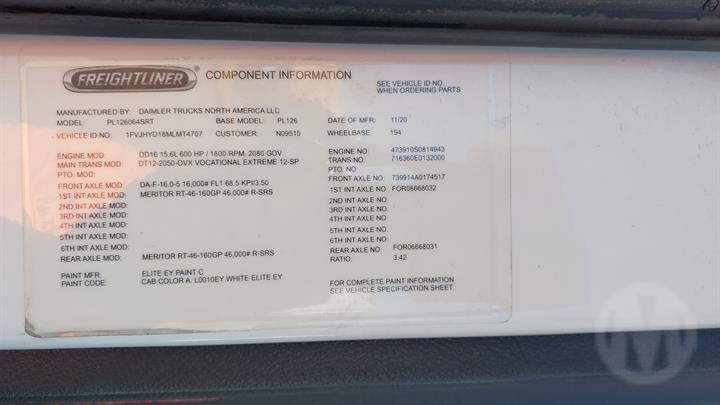 FREIGHTLINER COMPONENT INFORMATION
SEE VEHICLE ID NO.
WHEN ORDERING PARTS
MANUFACTURED BY: DAIMLER TRUCKS NORTH AMERICA LLC
MODEL: PL126064SRT BASE MODEL: PL126 DATE OF MFR: 11/20
VEHICLE ID NO: 1FVJHYD18MLMT4707 CUSTOMER: N09515 WHEELBASE: 194
ENGINE MOD: DD16 15.6L 600 HP / 1800 RPM, 2080 GOV ENGINE NO: 473910S0814943
MAIN TRANS MOD: DT12-2050-OVX VOCATIONAL EXTREME 12-SP TRANS NO: 716360E0132000
PTO. MOD: PTO. NO:
FRONT AXLE MOD: DA-F-16.0-5 16,000# FL1 68.5 KPI/3.50 FRONT AXLE NO: 739914A0174517
1ST INT AXLE MOD: MERITOR RT-46-160GP 46,000# R-SRS 1ST INT AXLE NO: FOR06668032
2ND INT AXLE MOD: 2ND INT AXLE NO:
3RD INT AXLE MOD: 3RD INT AXLE NO:
4TH INT AXLE MOD: 4TH INT AXLE NO:
5TH INT AXLE MOD: 5TH INT AXLE NO:
6TH INT AXLE MOD: 6TH INT AXLE NO:
REAR AXLE MOD: MERITOR RT-46-160GP 46,000# R-SRS REAR AXLE NO: FOR06668031
RATIO: 3.42
PAINT MFR: ELITE EY PAINT C
PAINT CODE: CAB COLOR A: L0010EY WHITE ELITE EY
FOR COMPLETE PAINT INFORMATION
SEE VEHICLE SPECIFICATION SHEET.
M